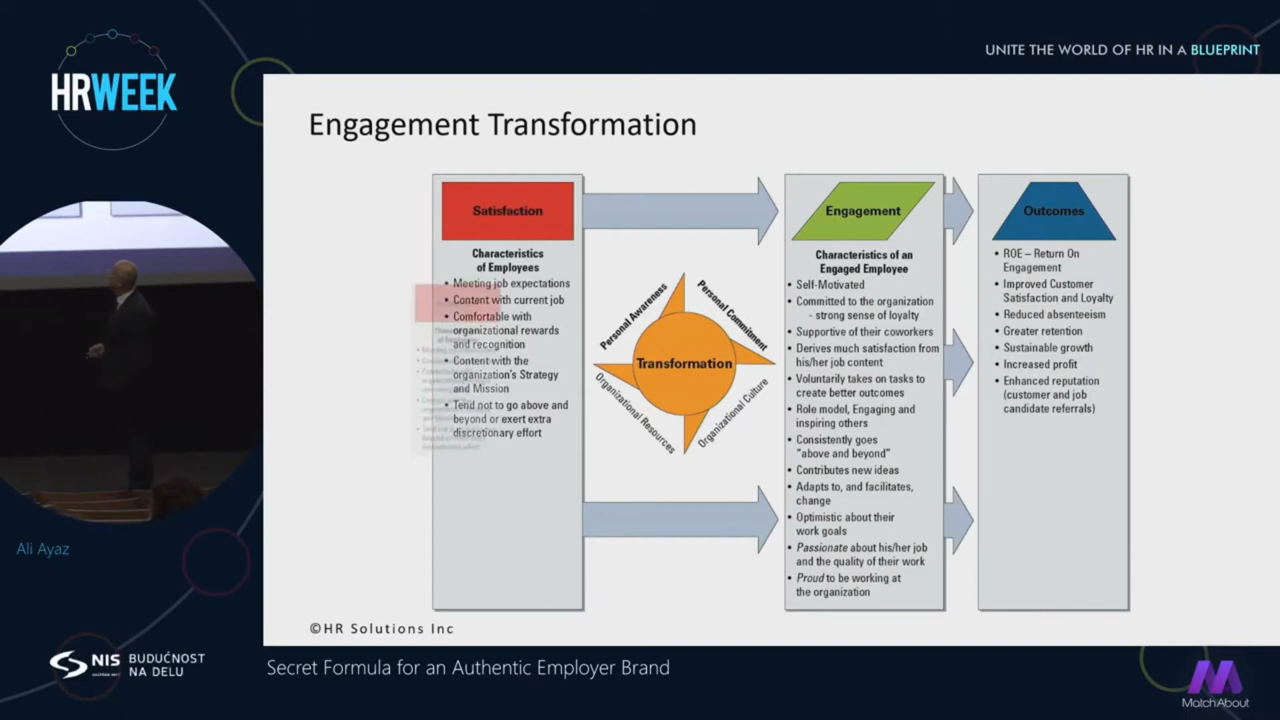 HRWEEK
UNITE THE WORLD OF HR IN A BLUEPRINT
Engagement Transformation
Satisfaction
Characteristics
of Employees
• Meeting job expectations
• Content with current job
• Comfortable with
organizational rewards
and recognition
• Content with the
organization's Strategy
and Mission
• Tend not to go above and
beyond or exert extra
discretionary effort
Personal Awareness
Personal Commitment
Transformation
Organizational Resources
Organizational Culture
Engagement
Characteristics of an
Engaged Employee
• Self-Motivated
• Committed to the organization
- strong sense of loyalty
• Supportive of their coworkers
• Derives much satisfaction from
his/her job content
• Voluntarily takes on tasks to
create better outcomes
• Role model, Engaging and
inspiring others
• Consistently goes
"above and beyond"
• Contributes new ideas
• Adapts to, and facilitates,
change
• Optimistic about their
work goals
• Passionate about his/her job
and the quality of their work
• Proud to be working at
the organization
Outcomes
• ROE – Return On
Engagement
• Improved Customer
Satisfaction and Loyalty
• Reduced absenteeism
• Greater retention
• Sustainable growth
• Increased profit
• Enhanced reputation
(customer and job
candidate referrals)
©HR Solutions Inc
Ali Ayaz
NIS
BUDUĆNOST
NA DELU
Secret Formula for an Authentic Employer Brand
MatchAbout